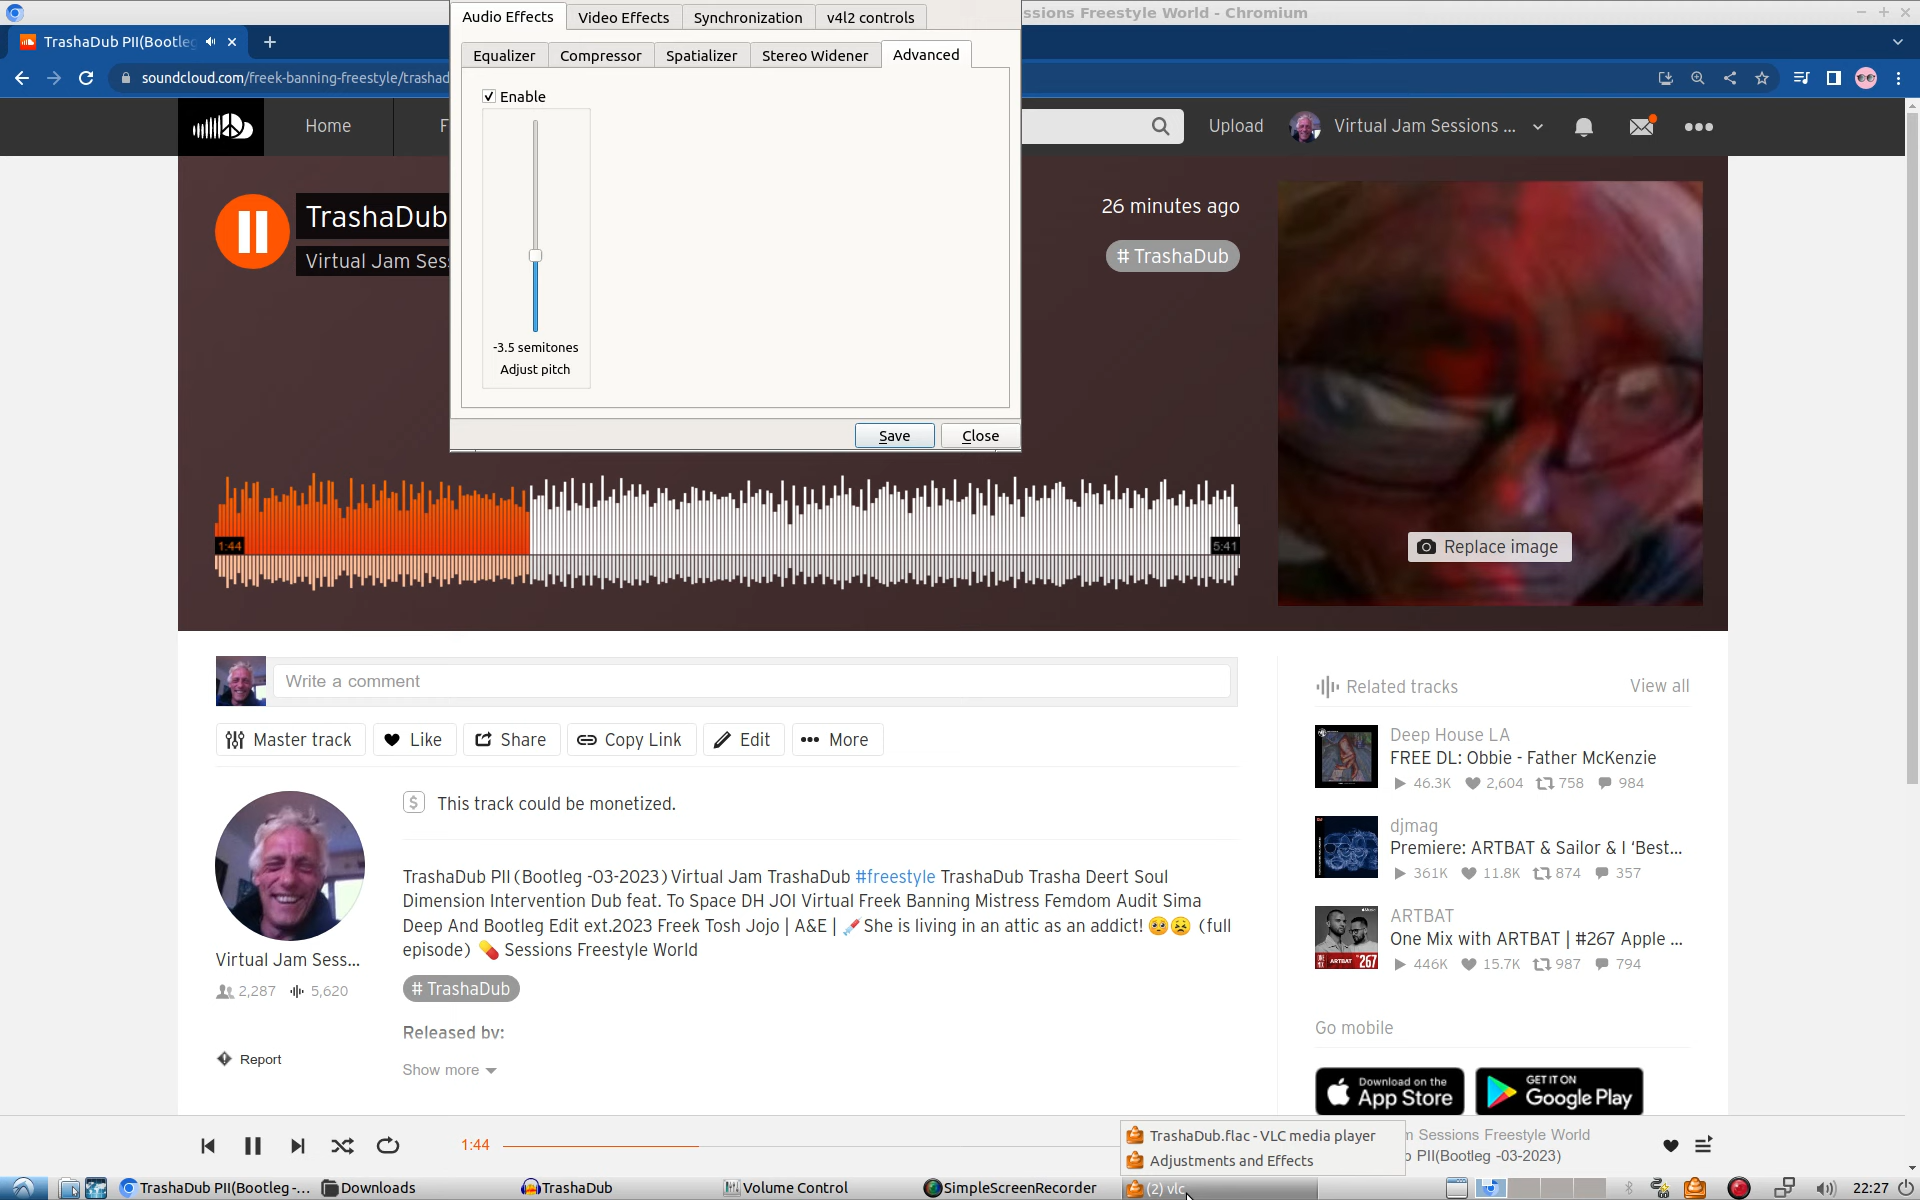 Audio Effects
Video Effects
Synchronization
v4l2 controls
ssions Freestyle World - Chromium
TrashaDub PII(Bootleg
Equalizer
Compressor
Spatializer
Stereo Widener
Advanced
soundcloud.com/freek-banning-freestyle/trashad
Enable
Home
F
Upload
Virtual Jam Sessions ...
TrashaDub
Virtual Jam Ses
26 minutes ago
# TrashaDub
-3.5 semitones
Adjust pitch
Save
Close
1:44
5:41
Replace image
Write a comment
Related tracks
View all
Master track
Like
Share
Copy Link
Edit
More
Deep House LA
FREE DL: Obbie - Father McKenzie
46.3K 2,604 758 984
$ This track could be monetized.
djmag
Premiere: ARTBAT & Sailor & I ‘Best...
361K 11.8K 874 357
TrashaDub PII(Bootleg -03-2023)Virtual Jam TrashaDub #freestyle TrashaDub Trasha Deert Soul
Dimension Intervention Dub feat. To Space DH JOI Virtual Freek Banning Mistress Femdom Audit Sima
Deep And Bootleg Edit ext.2023 Freek Tosh Jojo | A&E | 💉She is living in an attic as an addict! 🥺😣 (full
episode) 💊 Sessions Freestyle World
ARTBAT
One Mix with ARTBAT | #267 Apple ...
446K 15.7K 987 794
ARTBAT 267
Virtual Jam Sess...
2,287 5,620
# TrashaDub
Released by:
Go mobile
Report
Show more
Download on the
App Store
GET IT ON
Google Play
1:44
TrashaDub.flac - VLC media player
Adjustments and Effects
n Sessions Freestyle World
PII(Bootleg -03-2023)
TrashaDub PII(Bootleg -...
Downloads
TrashaDub
Volume Control
SimpleScreenRecorder
(2) vlc
22:27